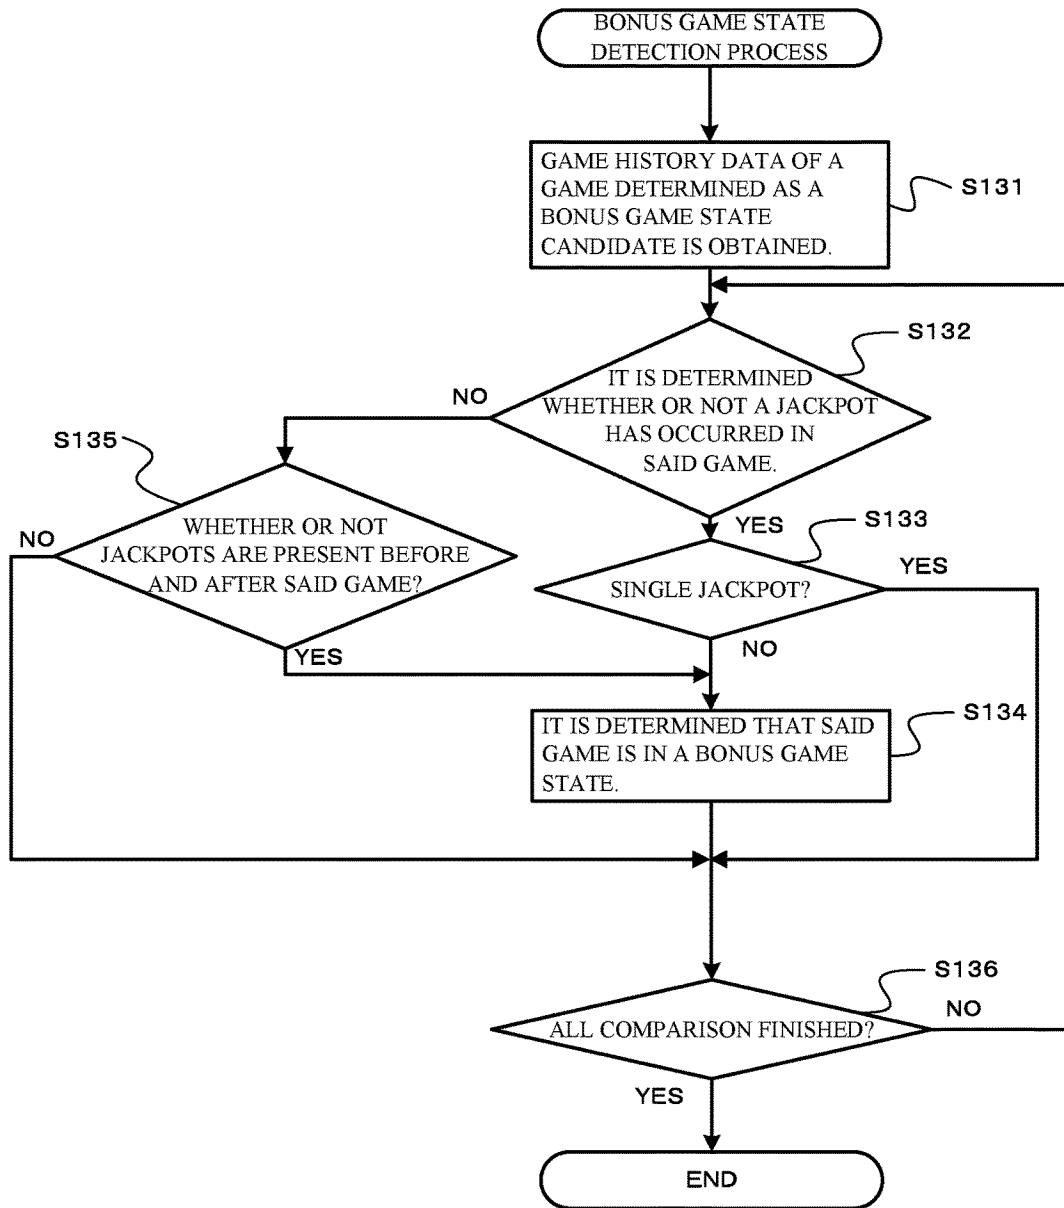 BONUS GAME STATE
DETECTION PROCESS
GAME HISTORY DATA OF A
GAME DETERMINED AS A
BONUS GAME STATE
CANDIDATE IS OBTAINED.
S131
S132
IT IS DETERMINED
WHETHER OR NOT A JACKPOT
HAS OCCURRED IN
SAID GAME.
NO
YES
S135
WHETHER OR NOT
JACKPOTS ARE PRESENT BEFORE
AND AFTER SAID GAME?
NO
YES
S133
SINGLE JACKPOT?
YES
NO
S134
IT IS DETERMINED THAT SAID
GAME IS IN A BONUS GAME
STATE.
S136
ALL COMPARISON FINISHED?
NO
YES
END